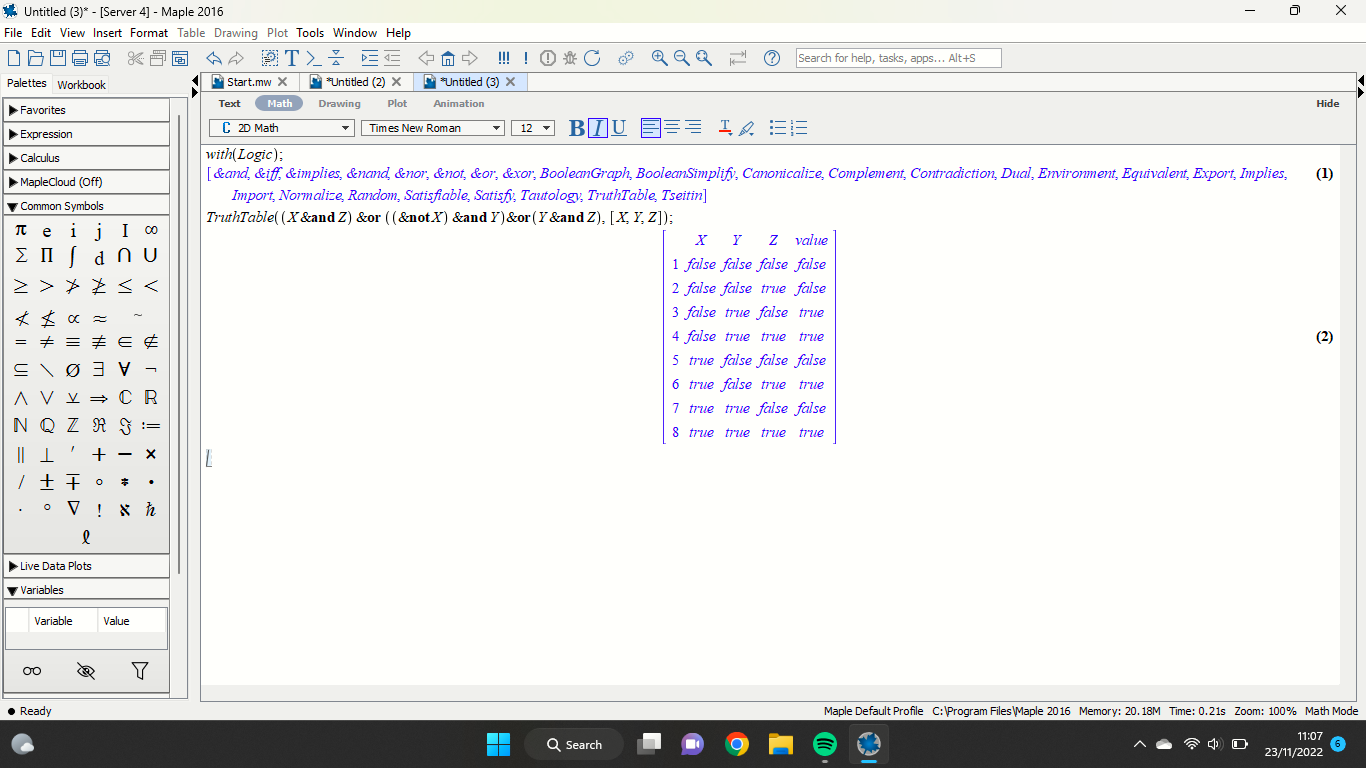 Untitled (3)* - [Server 4] - Maple 2016
File Edit View Insert Format Table Drawing Plot Tools Window Help
Search for help, tasks, apps... Alt+S
Palettes Workbook
Start.mw *Untitled (2) *Untitled (3)
Text Math Drawing Plot Animation Hide
C 2D Math Times New Roman 12 B I U
Favorites
Expression
Calculus
MapleCloud (Off)
Common Symbols
π e i j I ∞
Σ Π ∫ d ∩ ∪
≥ > ≯ ≱ ≤ <
≮ ≰ ∝ ≈ ~
= ≠ ≡ ≢ ∈ ∉
⊆ \ Ø ∃ ∀ ¬
∧ ∨ ⊻ ⇒ ℂ ℝ
ℕ ℚ ℤ ℜ ℑ :=
∥ ⊥ ′ + − ×
/ ± ∓ ∘ * •
· ° ∇ ! ℵ ℏ
ℓ
Live Data Plots
Variables
Variable Value
with(Logic);
[&and, &iff, &implies, &nand, &nor, &not, &or, &xor, BooleanGraph, BooleanSimplify, Canonicalize, Complement, Contradiction, Dual, Environment, Equivalent, Export, Implies, (1)
Import, Normalize, Random, Satisfiable, Satisfy, Tautology, TruthTable, Tseitin]
TruthTable((X &and Z) &or ((&not X) &and Y)&or(Y &and Z), [X, Y, Z]);
X Y Z value
1 false false false false
2 false false true false
3 false true false true
4 false true true true (2)
5 true false false false
6 true false true true
7 true true false false
8 true true true true
Ready Maple Default Profile C:\Program Files\Maple 2016 Memory: 20.18M Time: 0.21s Zoom: 100% Math Mode
Search
11:07
23/11/2022 6